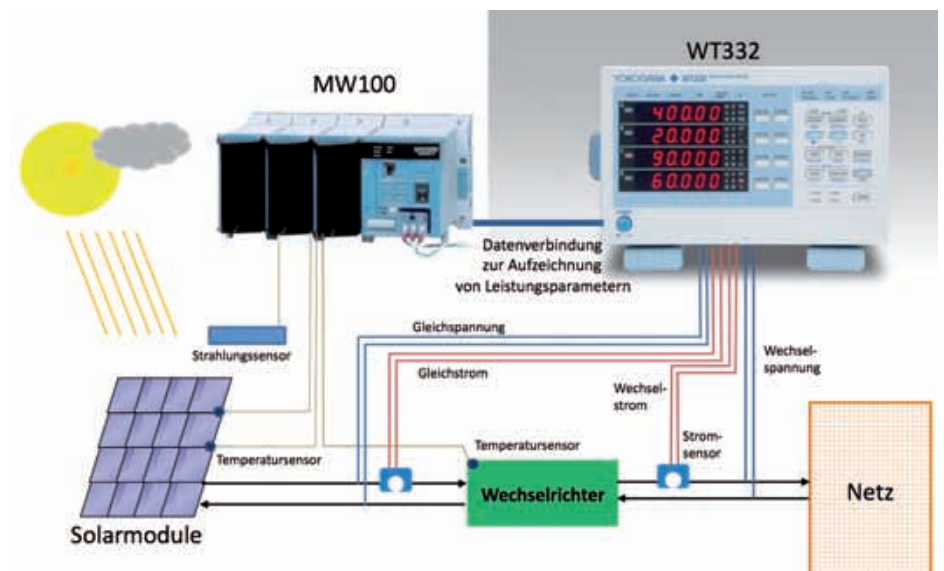 WT332
MW100
YOKOGAWA
WT330
400.00
20.000
90.000
60.000
Datenverbindung
zur Aufzeichnung
von Leistungsparametern
Gleichspannung
Strahlungssensor
Gleichstrom
Wechsel-
spannung
Wechsel-
strom
Strom-
sensor
Temperatursensor
Temperatursensor
Wechselrichter
Netz
Solarmodule